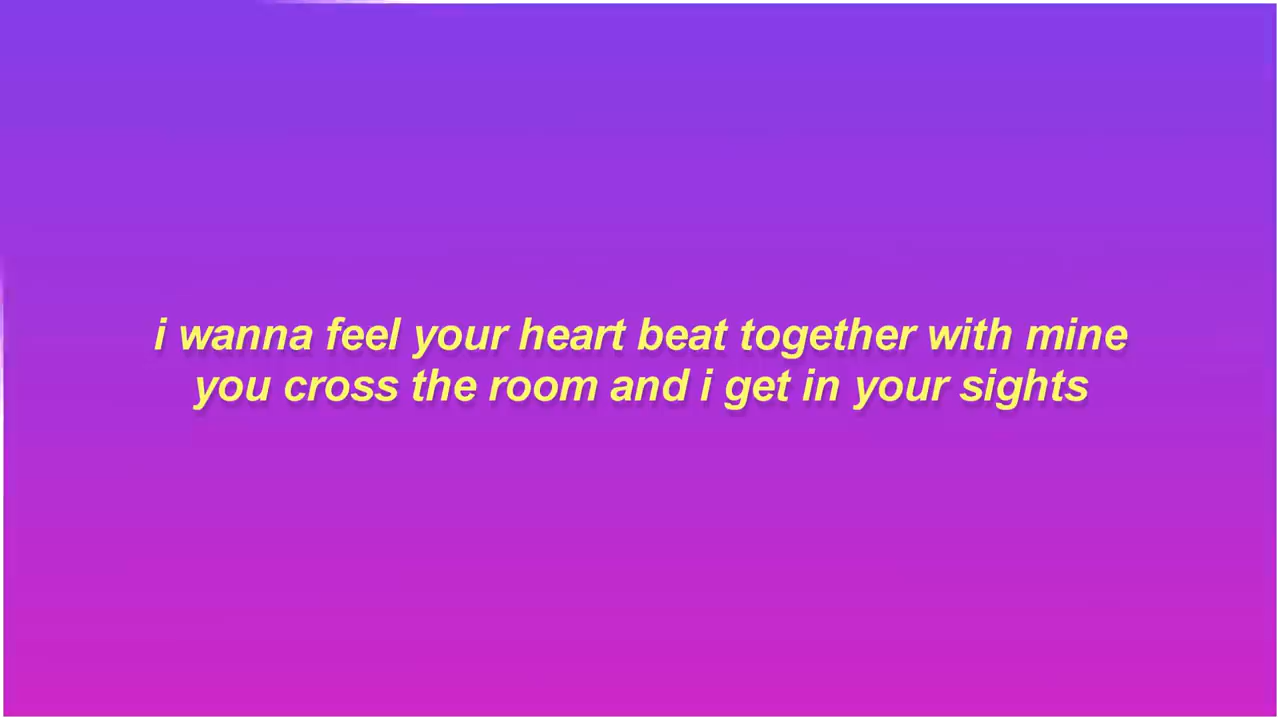 i wanna feel your heart beat together with mine
you cross the room and i get in your sights